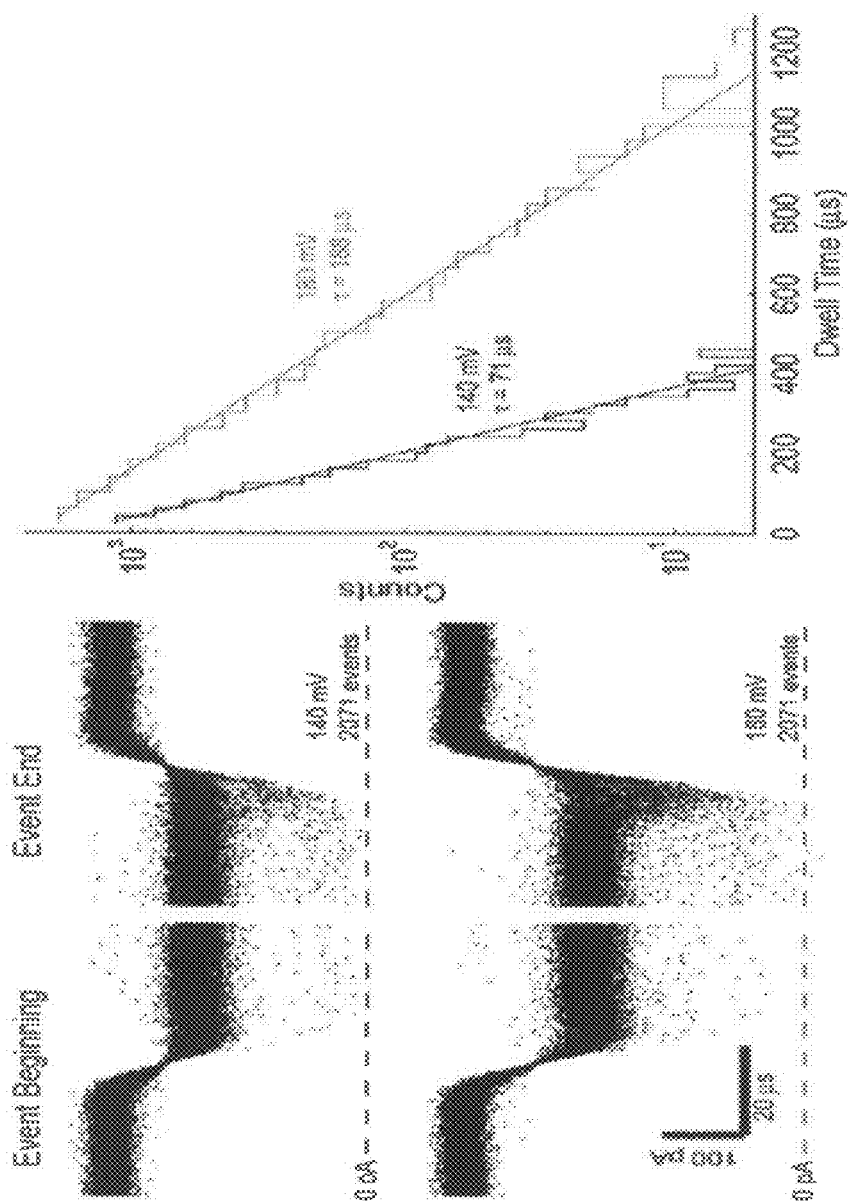 Event Beginning
Event End
140 mV
2071 events
0 pA
180 mV
2071 events
100 pA
20 µs
0 pA
Counts
10³
10²
10¹
180 mV
140 mV
τ = 71 µs
0
200
400
600
800
1000
1200
Dwell Time (µs)